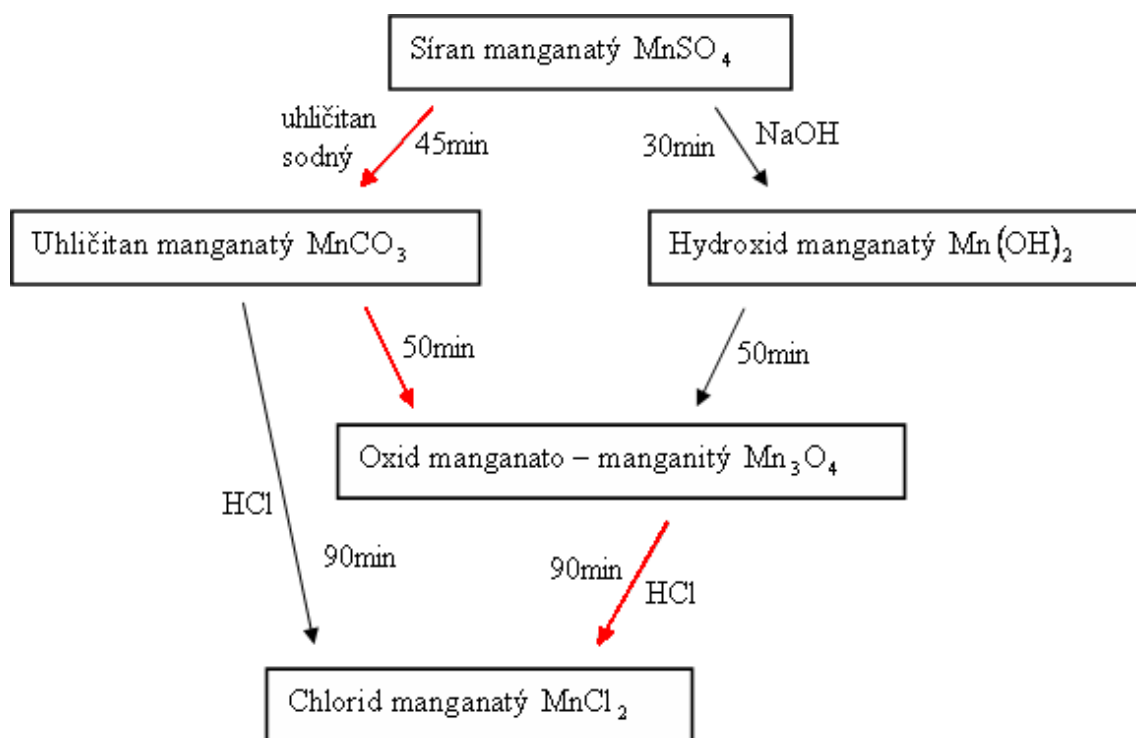 Síran manganatý MnSO₄
uhličitan
sodný
45min
30min
NaOH
Uhličitan manganatý MnCO₃
Hydroxid manganatý Mn(OH)₂
50min
50min
Oxid manganato – manganitý Mn₃O₄
HCl
90min
90min
HCl
Chlorid manganatý MnCl₂